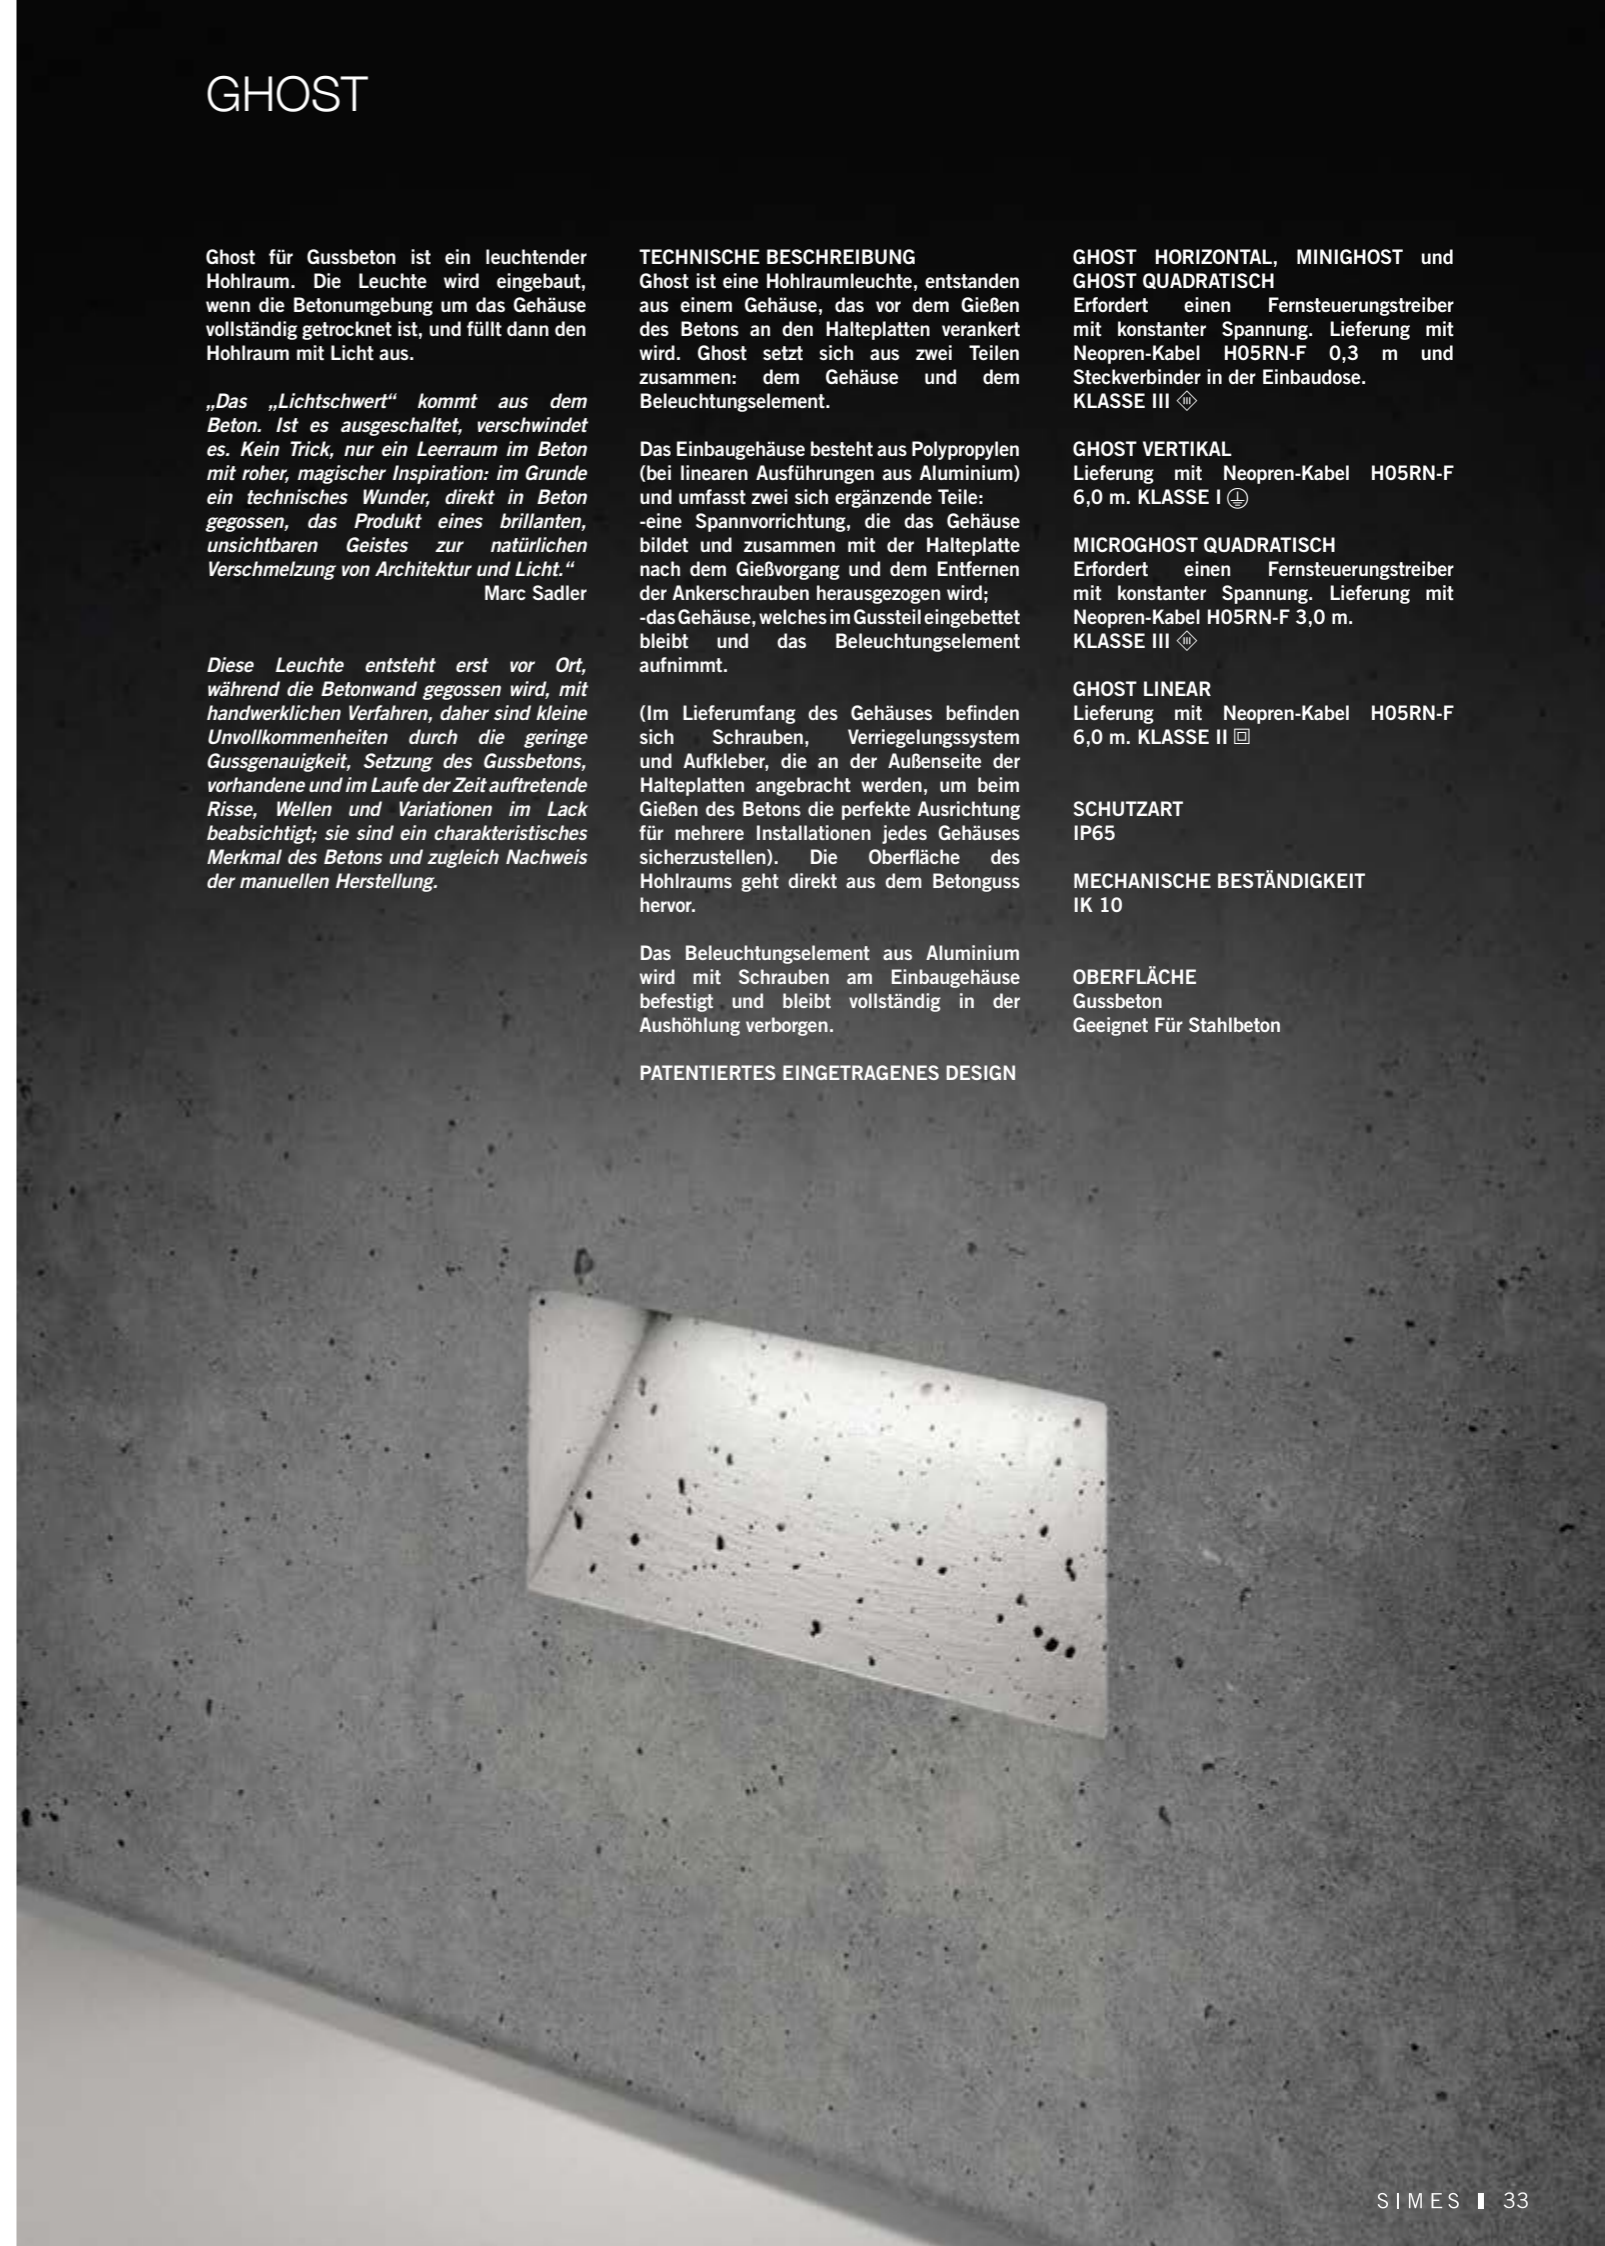 GHOST
Ghost für Gussbeton ist ein leuchtender
Hohlraum. Die Leuchte wird eingebaut,
wenn die Betonumgebung um das Gehäuse
vollständig getrocknet ist, und füllt dann den
Hohlraum mit Licht aus.
„Das „Lichtschwert“ kommt aus dem
Beton. Ist es ausgeschaltet, verschwindet
es. Kein Trick, nur ein Leerraum im Beton
mit roher, magischer Inspiration: im Grunde
ein technisches Wunder, direkt in Beton
gegossen, das Produkt eines brillanten,
unsichtbaren Geistes zur natürlichen
Verschmelzung von Architektur und Licht.“
Marc Sadler
Diese Leuchte entsteht erst vor Ort,
während die Betonwand gegossen wird, mit
handwerklichen Verfahren, daher sind kleine
Unvollkommenheiten durch die geringe
Gussgenauigkeit, Setzung des Gussbetons,
vorhandene und im Laufe der Zeit auftretende
Risse, Wellen und Variationen im Lack
beabsichtigt; sie sind ein charakteristisches
Merkmal des Betons und zugleich Nachweis
der manuellen Herstellung.
TECHNISCHE BESCHREIBUNG
Ghost ist eine Hohlraumleuchte, entstanden
aus einem Gehäuse, das vor dem Gießen
des Betons an den Halteplatten verankert
wird. Ghost setzt sich aus zwei Teilen
zusammen: dem Gehäuse und dem
Beleuchtungselement.
Das Einbaugehäuse besteht aus Polypropylen
(bei linearen Ausführungen aus Aluminium)
und umfasst zwei sich ergänzende Teile:
-eine Spannvorrichtung, die das Gehäuse
bildet und zusammen mit der Halteplatte
nach dem Gießvorgang und dem Entfernen
der Ankerschrauben herausgezogen wird;
-das Gehäuse, welches im Gussteil eingebettet
bleibt und das Beleuchtungselement
aufnimmt.
(Im Lieferumfang des Gehäuses befinden
sich Schrauben, Verriegelungssystem
und Aufkleber, die an der Außenseite der
Halteplatten angebracht werden, um beim
Gießen des Betons die perfekte Ausrichtung
für mehrere Installationen jedes Gehäuses
sicherzustellen). Die Oberfläche des
Hohlraums geht direkt aus dem Betonguss
hervor.
Das Beleuchtungselement aus Aluminium
wird mit Schrauben am Einbaugehäuse
befestigt und bleibt vollständig in der
Aushöhlung verborgen.
PATENTIERTES EINGETRAGENES DESIGN
GHOST HORIZONTAL, MINIGHOST und
GHOST QUADRATISCH
Erfordert einen Fernsteuerungstreiber
mit konstanter Spannung. Lieferung mit
Neopren-Kabel H05RN-F 0,3 m und
Steckverbinder in der Einbaudose.
KLASSE III
GHOST VERTIKAL
Lieferung mit Neopren-Kabel H05RN-F
6,0 m. KLASSE I
MICROGHOST QUADRATISCH
Erfordert einen Fernsteuerungstreiber
mit konstanter Spannung. Lieferung mit
Neopren-Kabel H05RN-F 3,0 m.
KLASSE III
GHOST LINEAR
Lieferung mit Neopren-Kabel H05RN-F
6,0 m. KLASSE II
SCHUTZART
IP65
MECHANISCHE BESTÄNDIGKEIT
IK 10
OBERFLÄCHE
Gussbeton
Geeignet Für Stahlbeton
SIMES 33